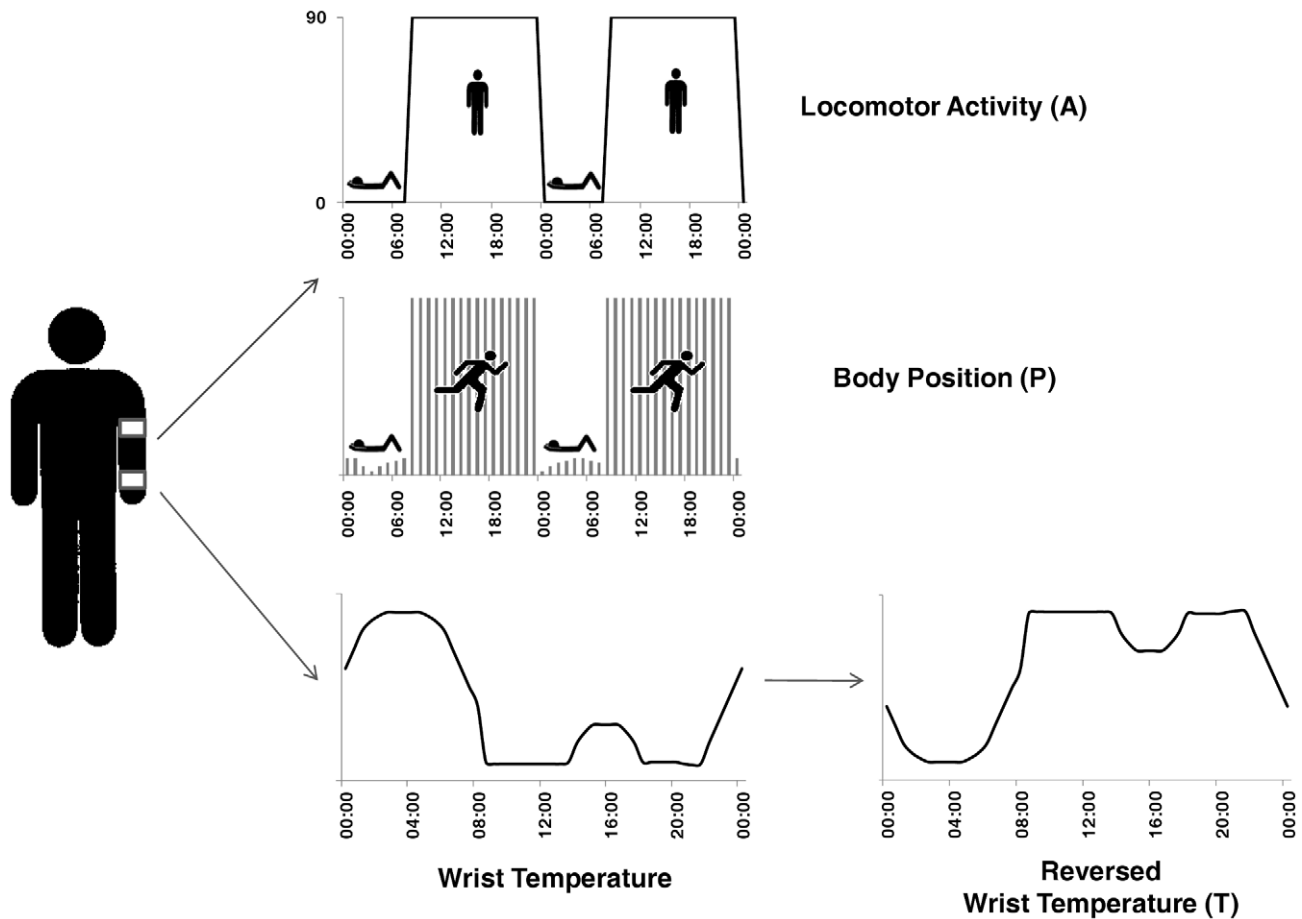 90
0
00:00 06:00 12:00 18:00 00:00 06:00 12:00 18:00 00:00
Locomotor Activity (A)
00:00 06:00 12:00 18:00 00:00 06:00 12:00 18:00 00:00
Body Position (P)
00:00 04:00 08:00 12:00 16:00 20:00 00:00
Wrist Temperature
00:00 04:00 08:00 12:00 16:00 20:00 00:00
Reversed
Wrist Temperature (T)